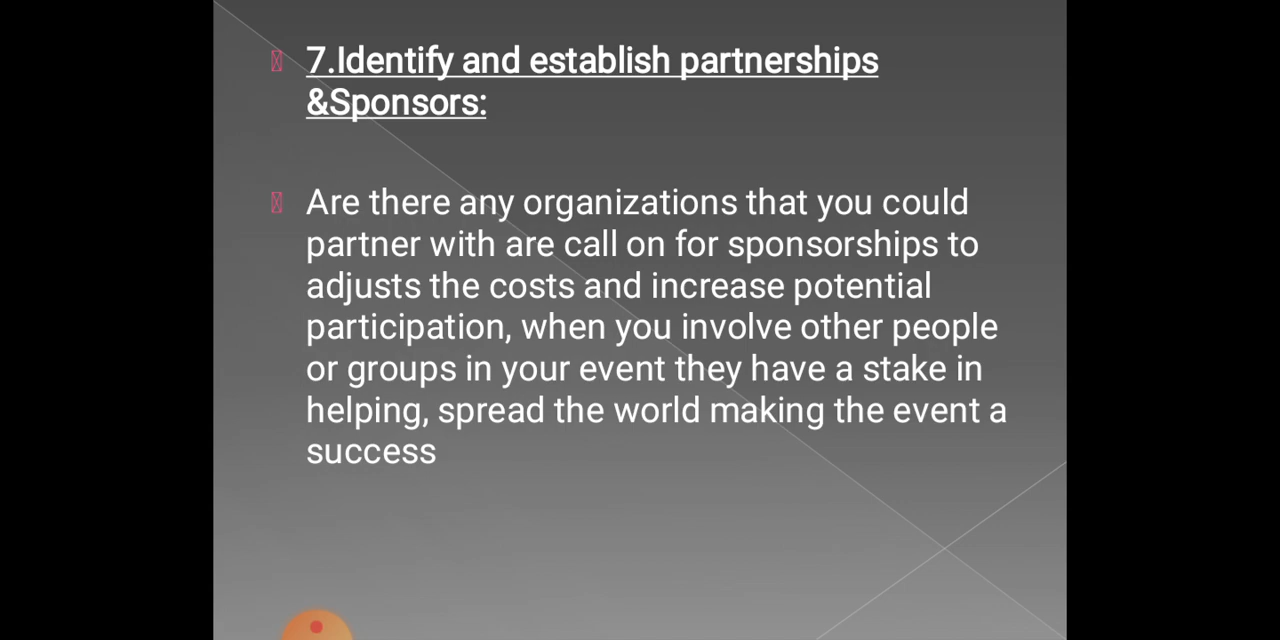 7.Identify and establish partnerships
&Sponsors:
Are there any organizations that you could
partner with are call on for sponsorships to
adjusts the costs and increase potential
participation, when you involve other people
or groups in your event they have a stake in
helping, spread the world making the event a
success